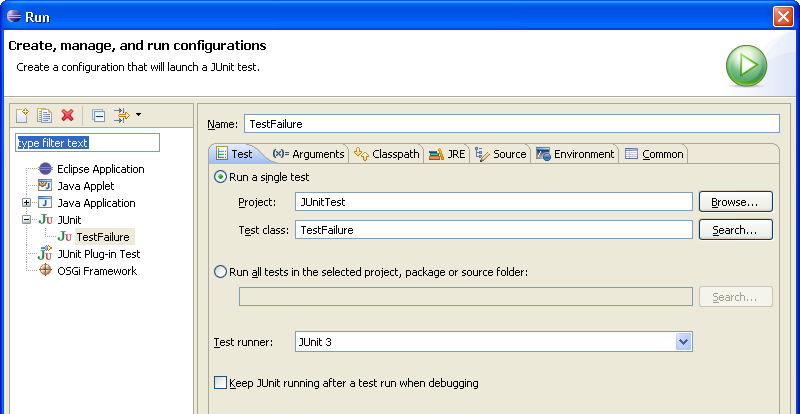 Run
Create, manage, and run configurations
Create a configuration that will launch a JUnit test.
type filter text
Eclipse Application
Java Applet
Java Application
JU JUnit
JU TestFailure
JUnit Plug-in Test
OSGi Framework
Name: TestFailure
Test (x)= Arguments Classpath JRE Source Environment Common
Run a single test
Project: JUnitTest Browse...
Test class: TestFailure Search...
Run all tests in the selected project, package or source folder:
Search...
Test runner: JUnit 3
Keep JUnit running after a test run when debugging